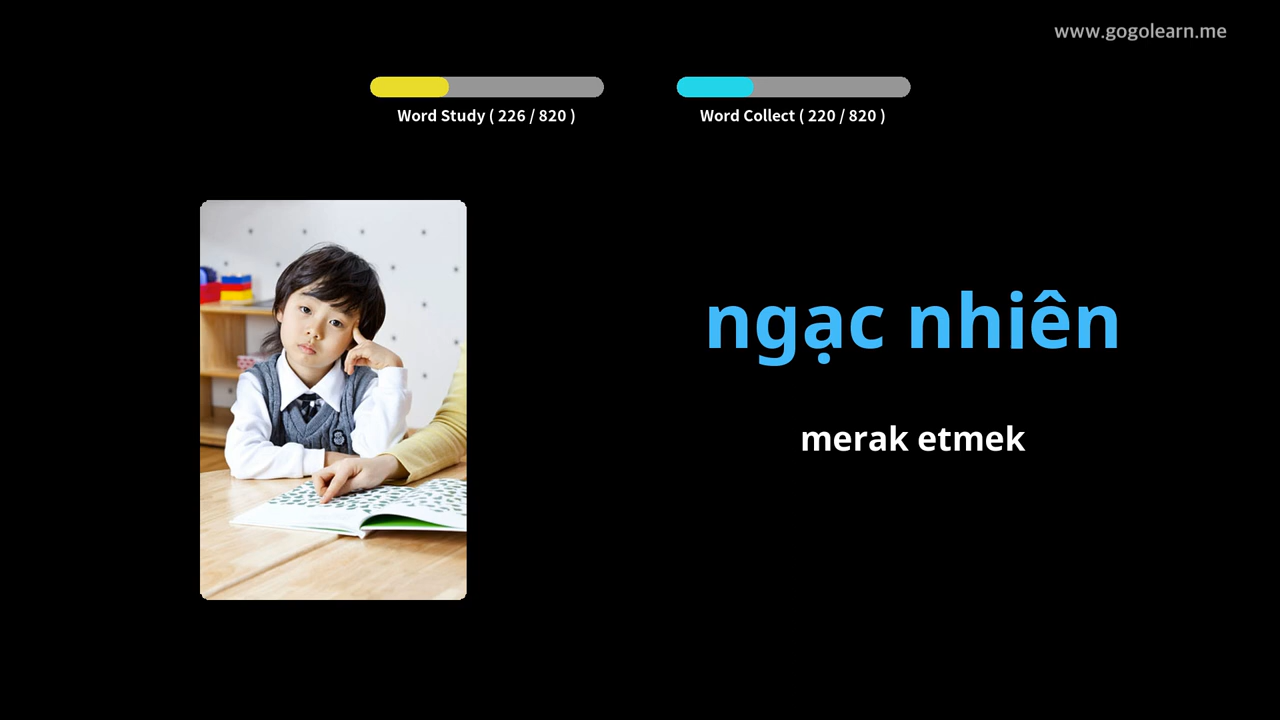 www.gogolearn.me
Word Study ( 226 / 820 )
Word Collect ( 220 / 820 )
ngạc nhiên
merak etmek